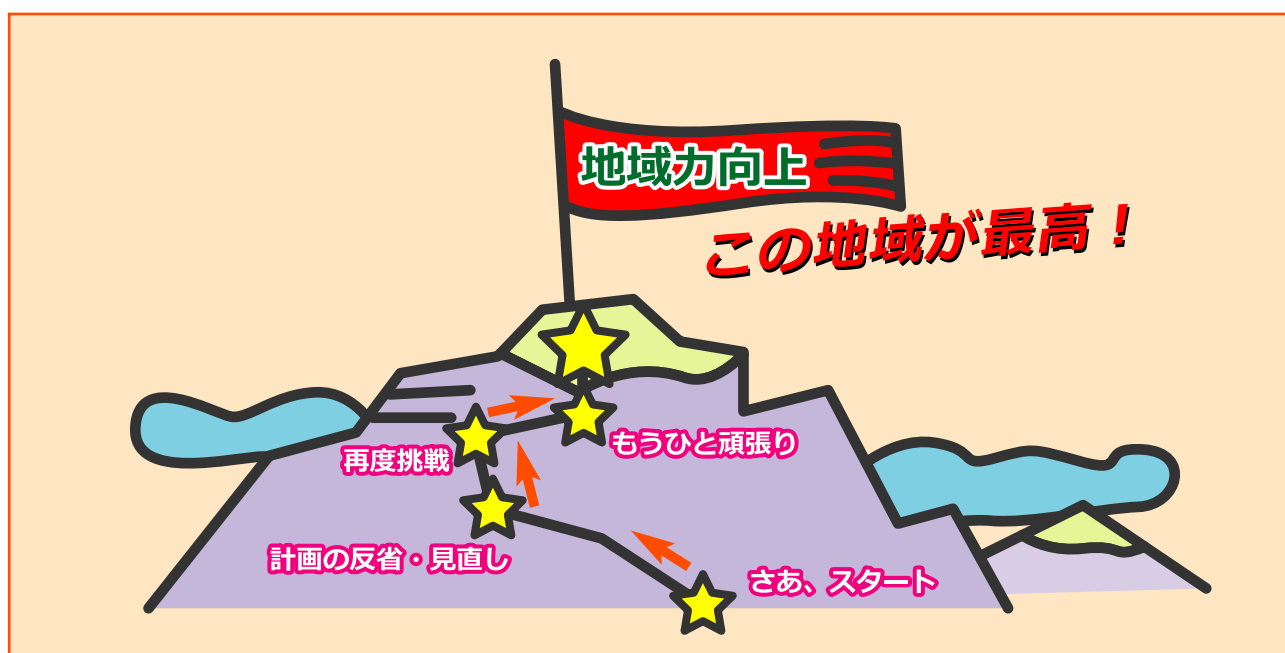 地域力向上
この地域が最高！
もうひと頑張り
再度挑戦
計画の反省・見直し
さあ、スタート